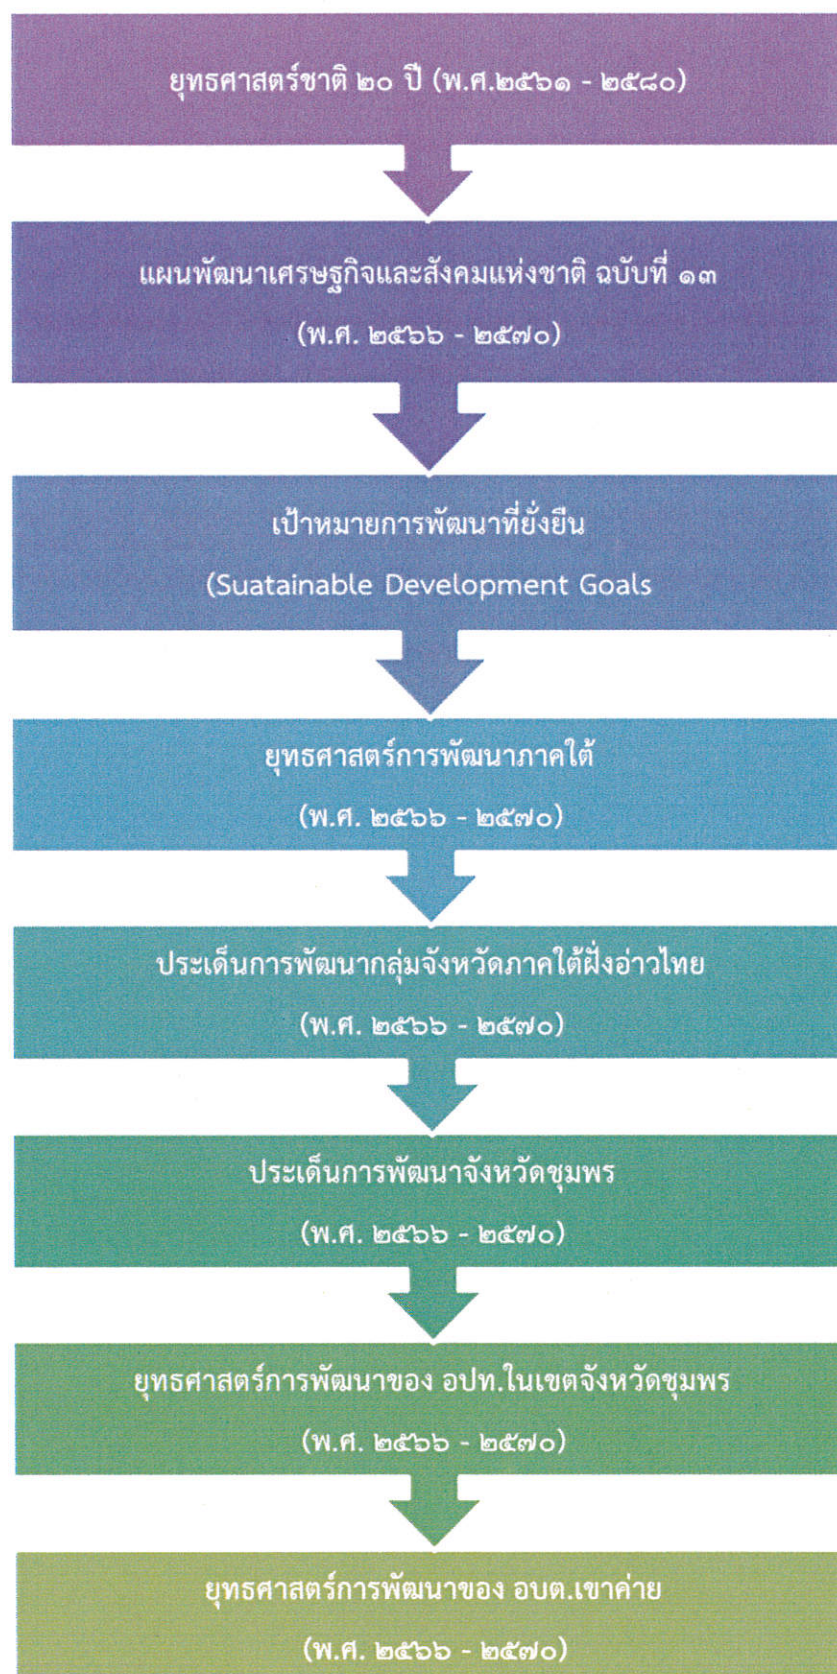 ยุทธศาสตร์ชาติ ๒๐ ปี (พ.ศ.๒๕๖๑ - ๒๕๘๐)
แผนพัฒนาเศรษฐกิจและสังคมแห่งชาติ ฉบับที่ ๑๓
(พ.ศ. ๒๕๖๖ - ๒๕๗๐)
เป้าหมายการพัฒนาที่ยั่งยืน
(Suatainable Development Goals
ยุทธศาสตร์การพัฒนาภาคใต้
(พ.ศ. ๒๕๖๖ - ๒๕๗๐)
ประเด็นการพัฒนากลุ่มจังหวัดภาคใต้ฝั่งอ่าวไทย
(พ.ศ. ๒๕๖๖ - ๒๕๗๐)
ประเด็นการพัฒนาจังหวัดชุมพร
(พ.ศ. ๒๕๖๖ - ๒๕๗๐)
ยุทธศาสตร์การพัฒนาของ อปท.ในเขตจังหวัดชุมพร
(พ.ศ. ๒๕๖๖ - ๒๕๗๐)
ยุทธศาสตร์การพัฒนาของ อบต.เขาค่าย
(พ.ศ. ๒๕๖๖ - ๒๕๗๐)